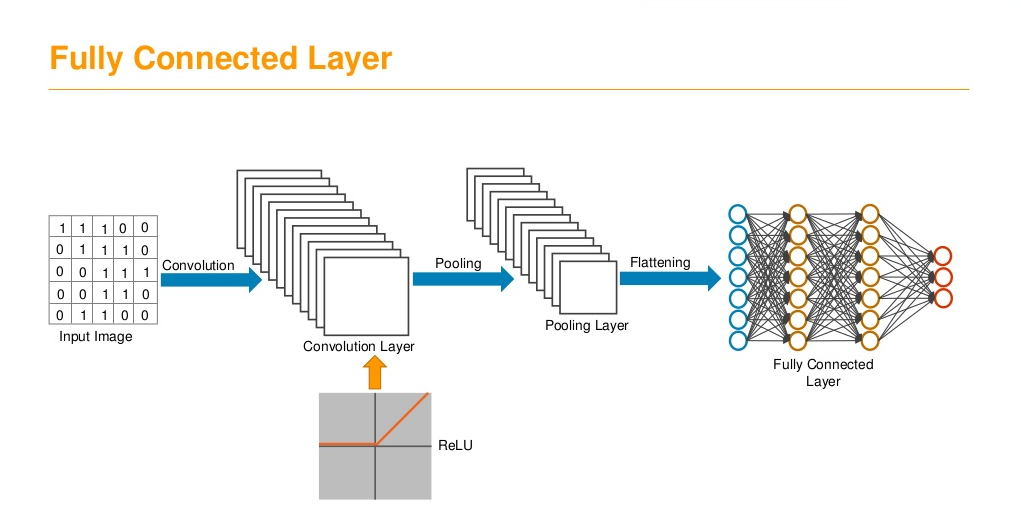 Fully Connected Layer
1 1 1 0 0
0 1 1 1 0
0 0 1 1 1
0 0 1 1 0
0 1 1 0 0
Input Image
Convolution
Convolution Layer
ReLU
Pooling
Pooling Layer
Flattening
Fully Connected
Layer